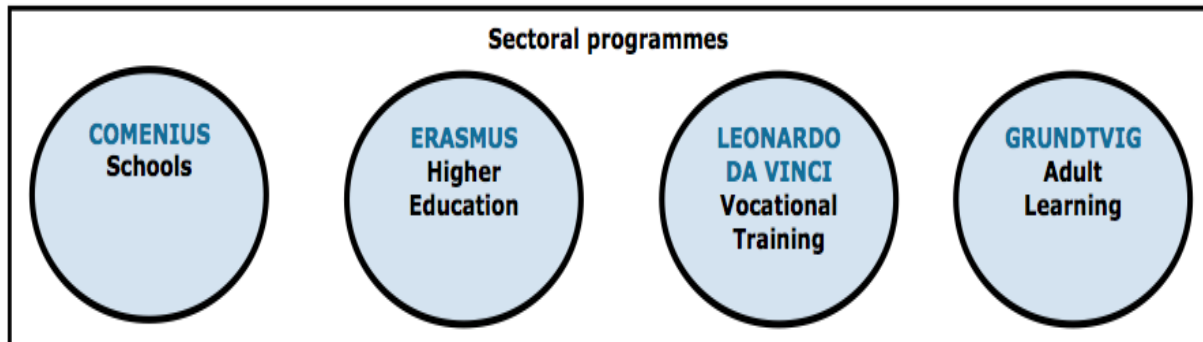 Sectoral programmes
COMENIUS
Schools
ERASMUS
Higher
Education
LEONARDO
DA VINCI
Vocational
Training
GRUNDTVIG
Adult
Learning